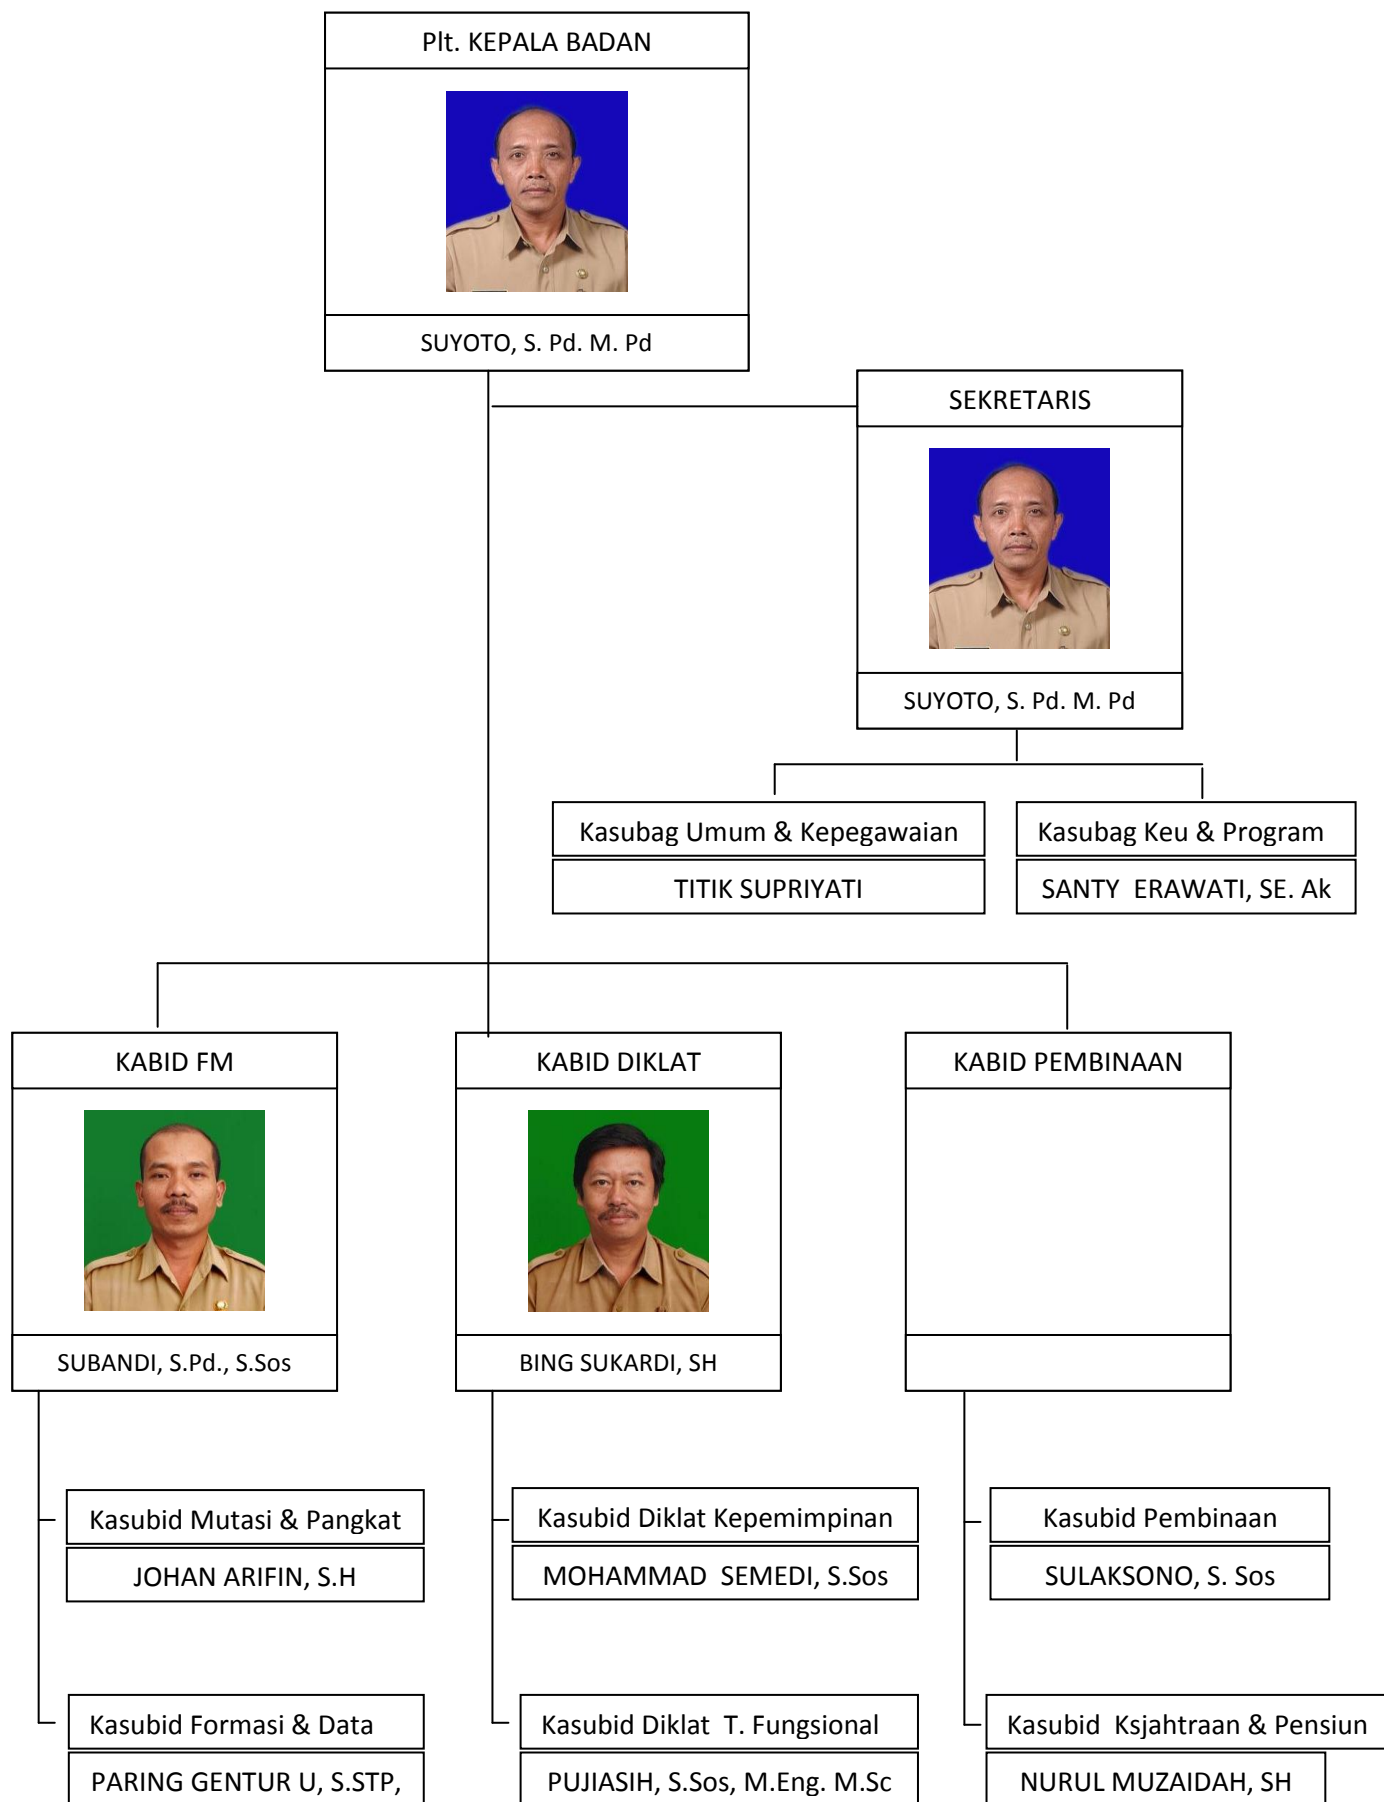 Plt. KEPALA BADAN
SUYOTO, S. Pd. M. Pd
SEKRETARIS
SUYOTO, S. Pd. M. Pd
Kasubag Umum & Kepegawaian
TITIK SUPRIYATI
Kasubag Keu & Program
SANTY ERAWATI, SE. Ak
KABID FM
SUBANDI, S.Pd., S.Sos
KABID DIKLAT
BING SUKARDI, SH
KABID PEMBINAAN
Kasubid Mutasi & Pangkat
JOHAN ARIFIN, S.H
Kasubid Diklat Kepemimpinan
MOHAMMAD SEMEDI, S.Sos
Kasubid Pembinaan
SULAKSONO, S. Sos
Kasubid Formasi & Data
PARING GENTUR U, S.STP,
Kasubid Diklat T. Fungsional
PUJIASIH, S.Sos, M.Eng. M.Sc
Kasubid Ksjahtraan & Pensiun
NURUL MUZAIDAH, SH